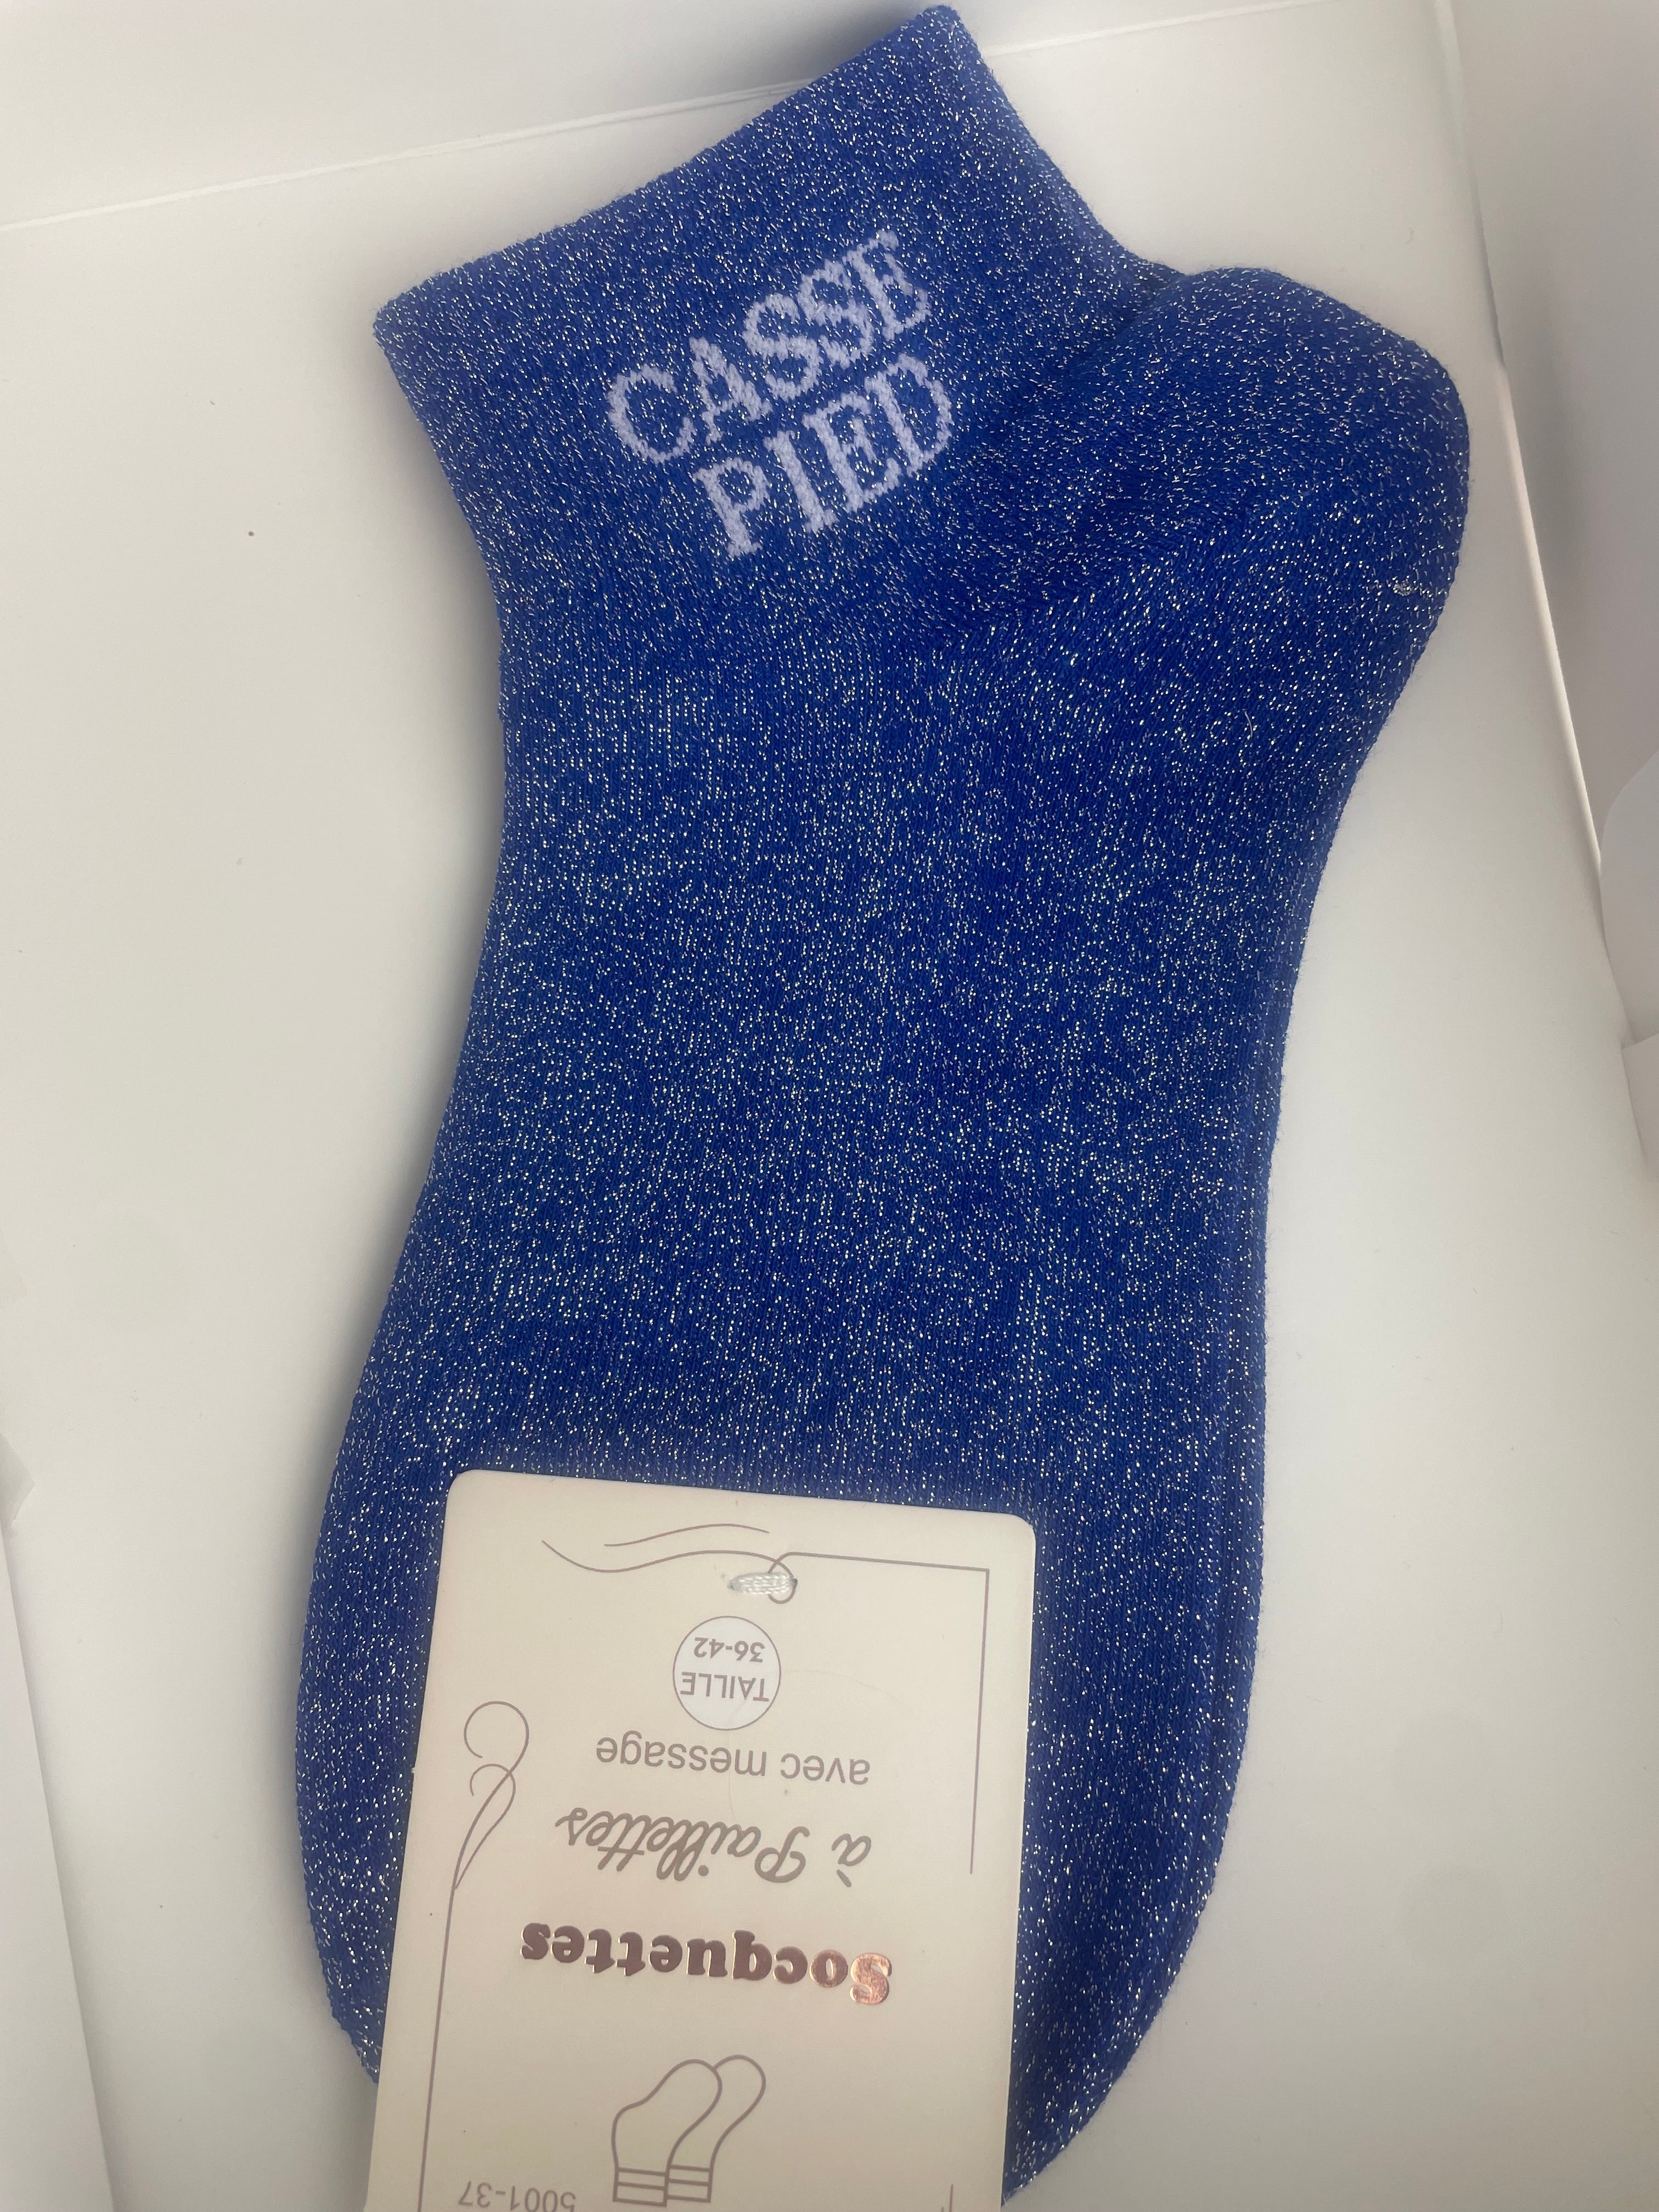 CASSE
PIED
5001-37
Socquettes
à Paillettes
avec message
TAILLE
36-42